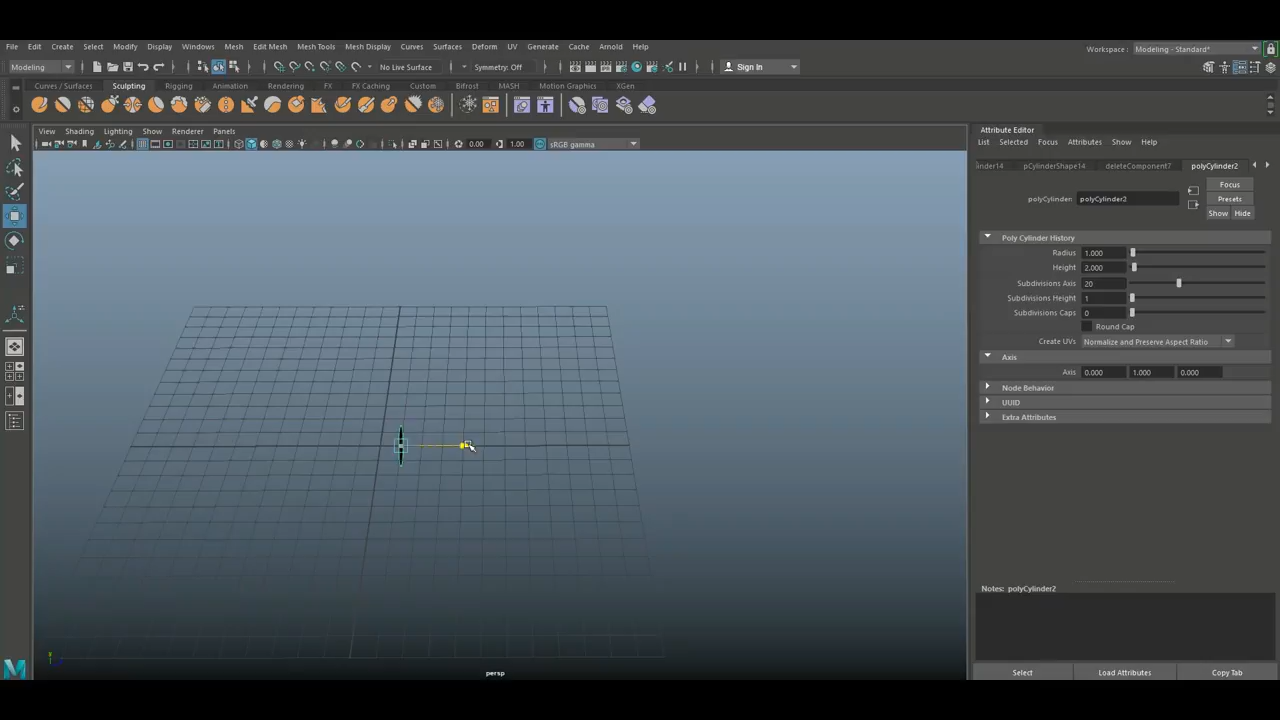 File Edit Create Select Modify Display Windows Mesh Edit Mesh Mesh Tools Mesh Display Curves Surfaces Deform UV Generate Cache Arnold Help
Workspace : Modeling - Standard*
Modeling No Live Surface Symmetry: Off Sign In
Curves / Surfaces Sculpting Rigging Animation Rendering FX FX Caching Custom Bifrost MASH Motion Graphics XGen
View Shading Lighting Show Renderer Panels
0.00 1.00 sRGB gamma
persp
Attribute Editor
List Selected Focus Attributes Show Help
inder14 pCylinderShape14 deleteComponent7 polyCylinder2
Focus
polyCylinder: polyCylinder2 Presets
Show Hide
Poly Cylinder History
Radius 1.000
Height 2.000
Subdivisions Axis 20
Subdivisions Height 1
Subdivisions Caps 0
Round Cap
Create UVs Normalize and Preserve Aspect Ratio
Axis
Axis 0.000 1.000 0.000
Node Behavior
UUID
Extra Attributes
Notes: polyCylinder2
Select Load Attributes Copy Tab